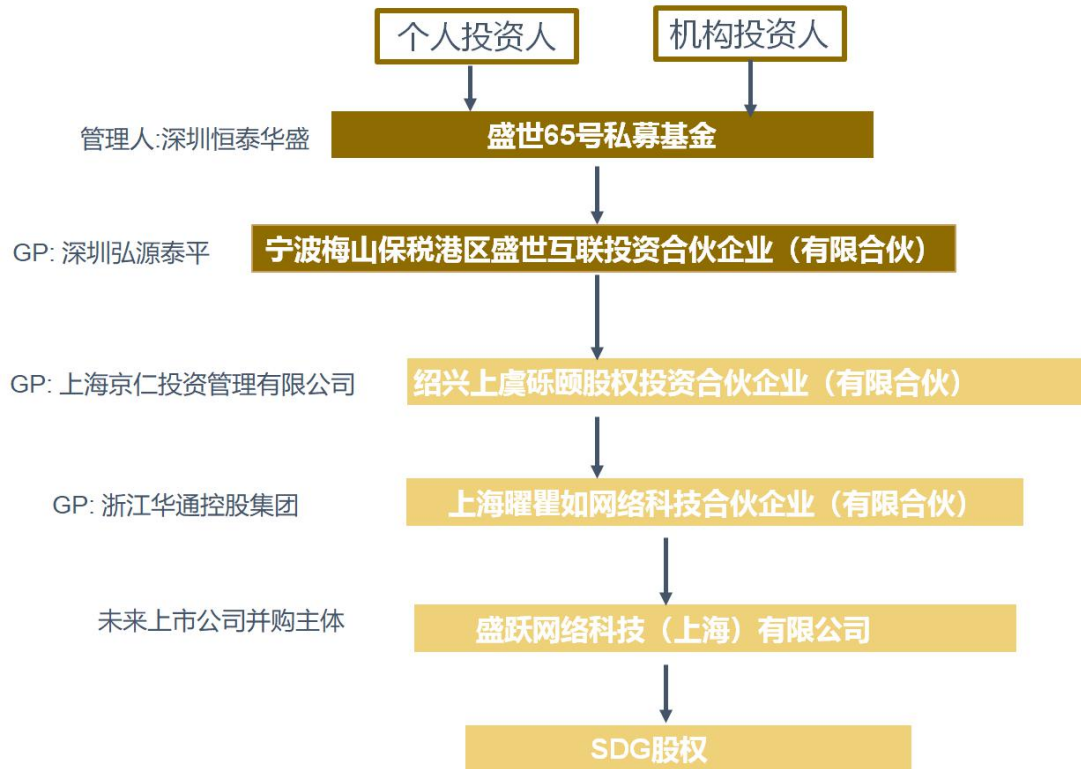 个人投资人
机构投资人
管理人:深圳恒泰华盛
盛世65号私募基金
GP: 深圳弘源泰平
宁波梅山保税港区盛世互联投资合伙企业（有限合伙）
GP: 上海京仁投资管理有限公司
绍兴上虞砾颐股权投资合伙企业（有限合伙）
GP: 浙江华通控股集团
上海曜瞿如网络科技合伙企业（有限合伙）
未来上市公司并购主体
盛跃网络科技（上海）有限公司
SDG股权